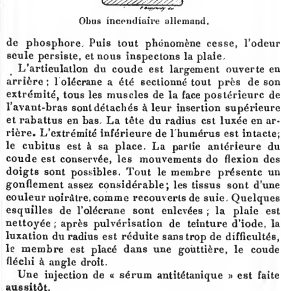 Obus incendiaire allemand.
de phosphore. Puis tout phénomène cesse, l'odeur
seule persiste, et nous inspectons la plaie.
L'articulation du coude est largement ouverte en
arrière ; l'olécrane a été sectionné tout près de son
extrémité, tous les muscles de la face postérieure de
l'avant-bras sont détachés à leur insertion supérieure
et rabattus en bas. La tête du radius est luxée en ar-
rière. L'extrémité inférieure de l'humérus est intacte;
le cubitus est à sa place. La partie antérieure du
coude est conservée, les mouvements do flexion des
doigts sont possibles. Tout le membre présente un
gonflement assez considérable; les tissus sont d'une
couleur noirâtre, comme recouverts de suie. Quelques
esquilles de l'olécrane sont enlevées ; la plaie est
nettoyée ; après pulvérisation de teinture d'iode, la
luxation du radius est réduite sans trop de difficultés,
le membre est placé dans une gouttière, le coude
fléchi à angle droit.
Une injection de « sérum antitétanique » est faite
aussitôt.